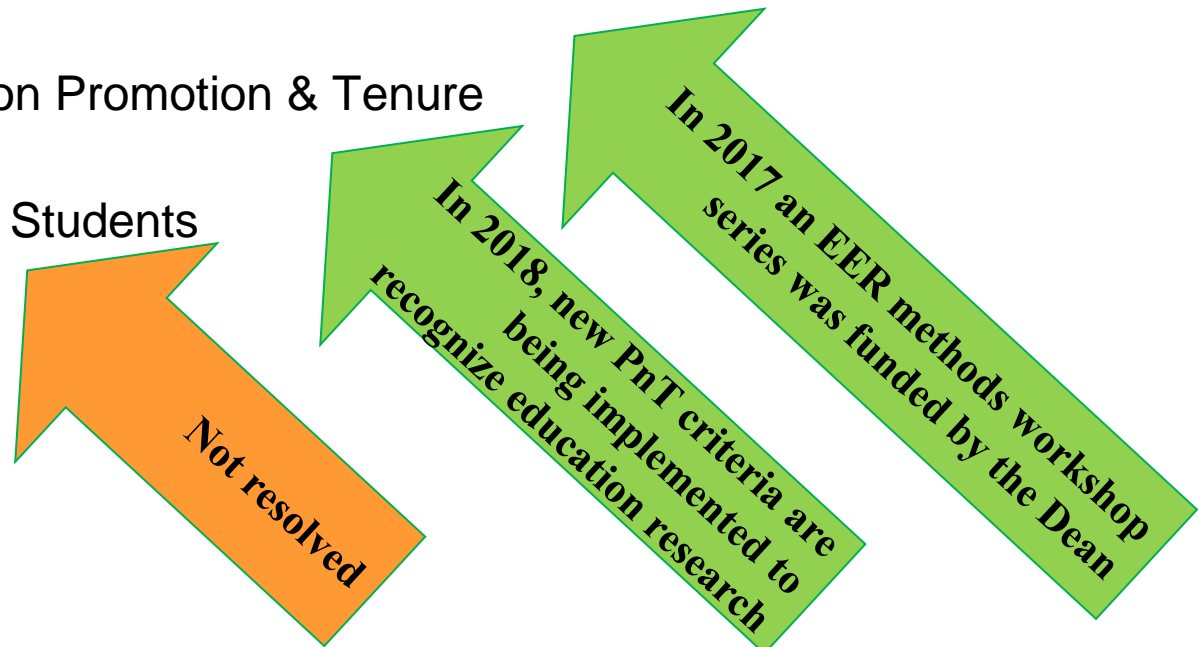 on Promotion & Tenure
Students
Not resolved
In 2018, new PnT criteria are
being implemented to
recognize education research
In 2017 an EER methods workshop
series was funded by the Dean